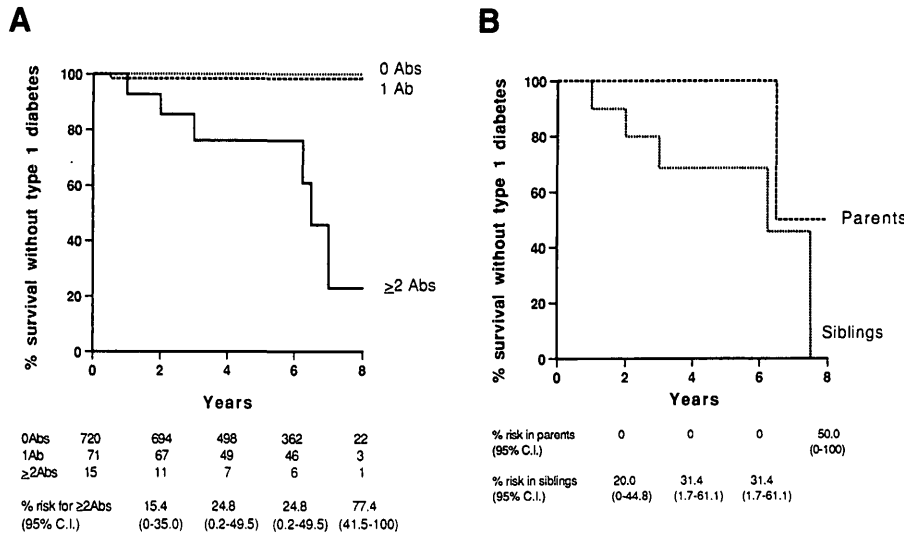 A
% survival without type 1 diabetes
100
80
60
40
20
0
0 Abs
1 Ab
≥2 Abs
0 2 4 6 8
Years
0Abs 720 694 498 362 22
1Ab 71 67 49 46 3
≥2Abs 15 11 7 6 1
% risk for ≥2Abs 15.4 24.8 24.8 77.4
(95% C.I.) (0-35.0) (0.2-49.5) (0.2-49.5) (41.5-100)
B
% survival without type 1 diabetes
100
80
60
40
20
0
Parents
Siblings
0 2 4 6 8
Years
% risk in parents 0 0 0 50.0
(95% C.I.) (0-100)
% risk in siblings 20.0 31.4 31.4
(95% C.I.) (0-44.8) (1.7-61.1) (1.7-61.1)